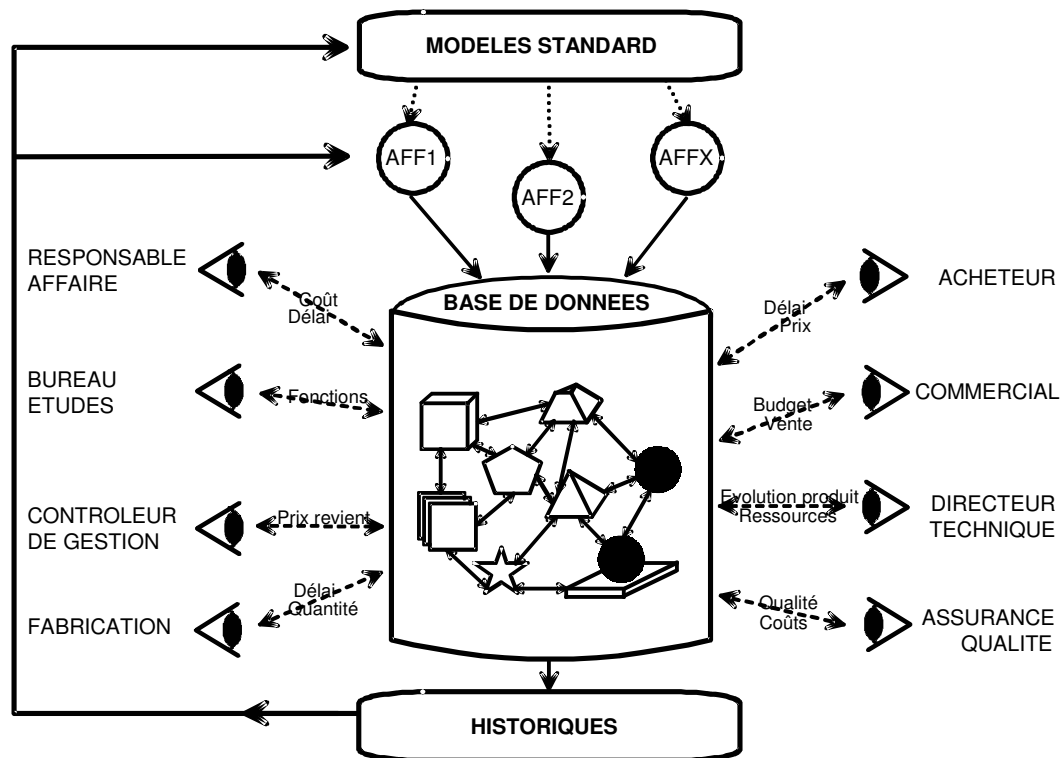 MODELES STANDARD
AFF1
AFF2
AFFX
BASE DE DONNEES
RESPONSABLE
AFFAIRE
Coût
Délai
BUREAU
ETUDES
Fonctions
CONTROLEUR
DE GESTION
Prix revient
FABRICATION
Délai
Quantité
ACHETEUR
Délai
Prix
COMMERCIAL
Budget
Vente
DIRECTEUR
TECHNIQUE
Evolution produit
Ressources
ASSURANCE
QUALITE
Qualité
Coûts
HISTORIQUES